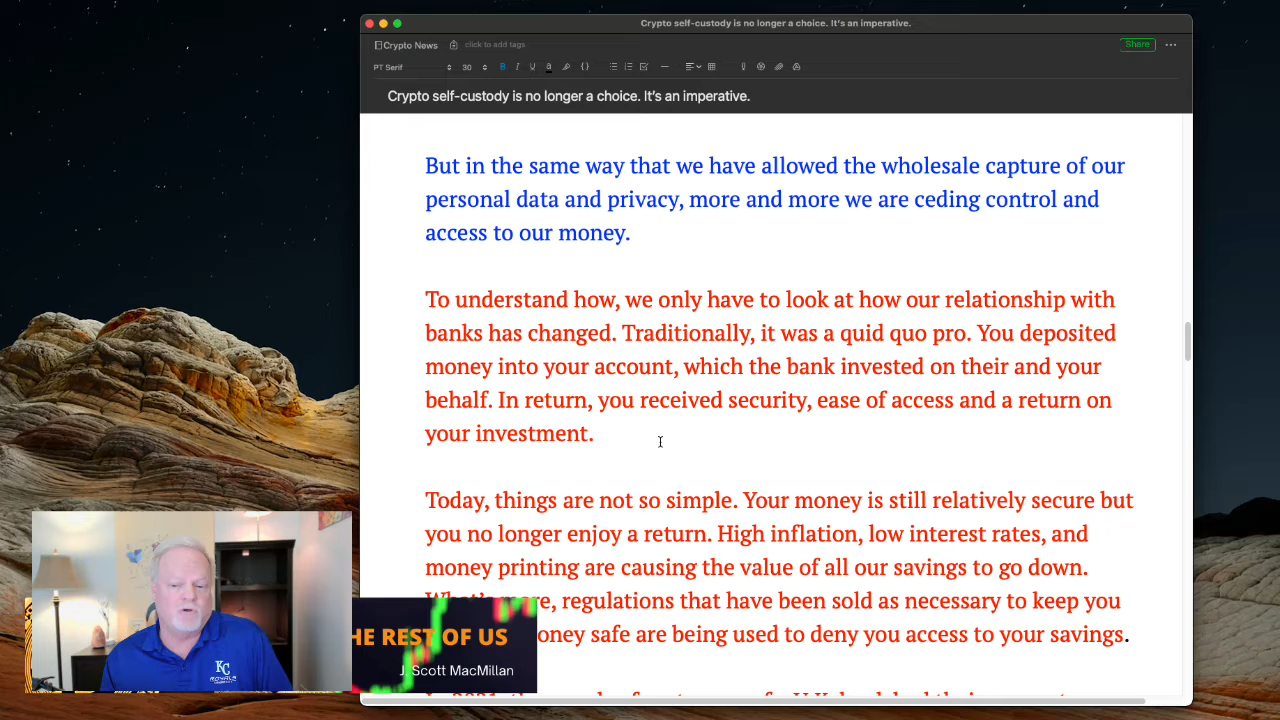 Crypto self-custody is no longer a choice. It's an imperative.
Crypto News
click to add tags
Share
PT Serif
30
B I U a
Crypto self-custody is no longer a choice. It's an imperative.
But in the same way that we have allowed the wholesale capture of our
personal data and privacy, more and more we are ceding control and
access to our money.
To understand how, we only have to look at how our relationship with
banks has changed. Traditionally, it was a quid quo pro. You deposited
money into your account, which the bank invested on their and your
behalf. In return, you received security, ease of access and a return on
your investment.
Today, things are not so simple. Your money is still relatively secure but
you no longer enjoy a return. High inflation, low interest rates, and
money printing are causing the value of all our savings to go down.
regulations that have been sold as necessary to keep you
safe are being used to deny you access to your savings.
HE REST OF US
J. Scott MacMillan
KC
ROYALS